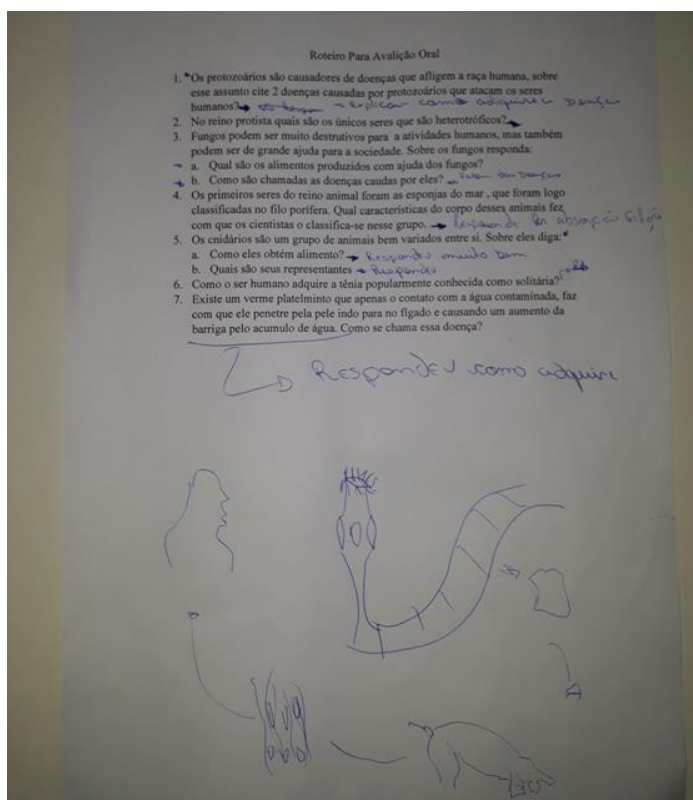 Roteiro Para Avalição Oral
1. *Os protozoários são causadores de doenças que afligem a raça humana, sobre
esse assunto cite 2 doenças causadas por protozoários que atacam os seres
humanos? Explicar como adquire Doença
2. No reino protista quais são os únicos seres que são heterotróficos?
3. Fungos podem ser muito destrutivos para a atividades humanos, mas também
podem ser de grande ajuda para a sociedade. Sobre os fungos responda:
a. Qual são os alimentos produzidos com ajuda dos fungos?
b. Como são chamadas as doenças caudas por eles?
4. Os primeiros seres do reino animal foram as esponjas do mar , que foram logo
classificadas no filo porifera. Qual características do corpo desses animais fez
com que os cientistas o classifica-se nesse grupo. absorção
5. Os cnidários são um grupo de animais bem variados entre si. Sobre eles diga:
a. Como eles obtém alimento? Respondeu muito bem
b. Quais são seus representantes Respondeu
6. Como o ser humano adquire a tênia popularmente conhecida como solitária?
7. Existe um verme platelminto que apenas o contato com a água contaminada, faz
com que ele penetre pela pele indo para no fígado e causando um aumento da
barriga pelo acumulo de água. Como se chama essa doença?
Respondeu como adquire